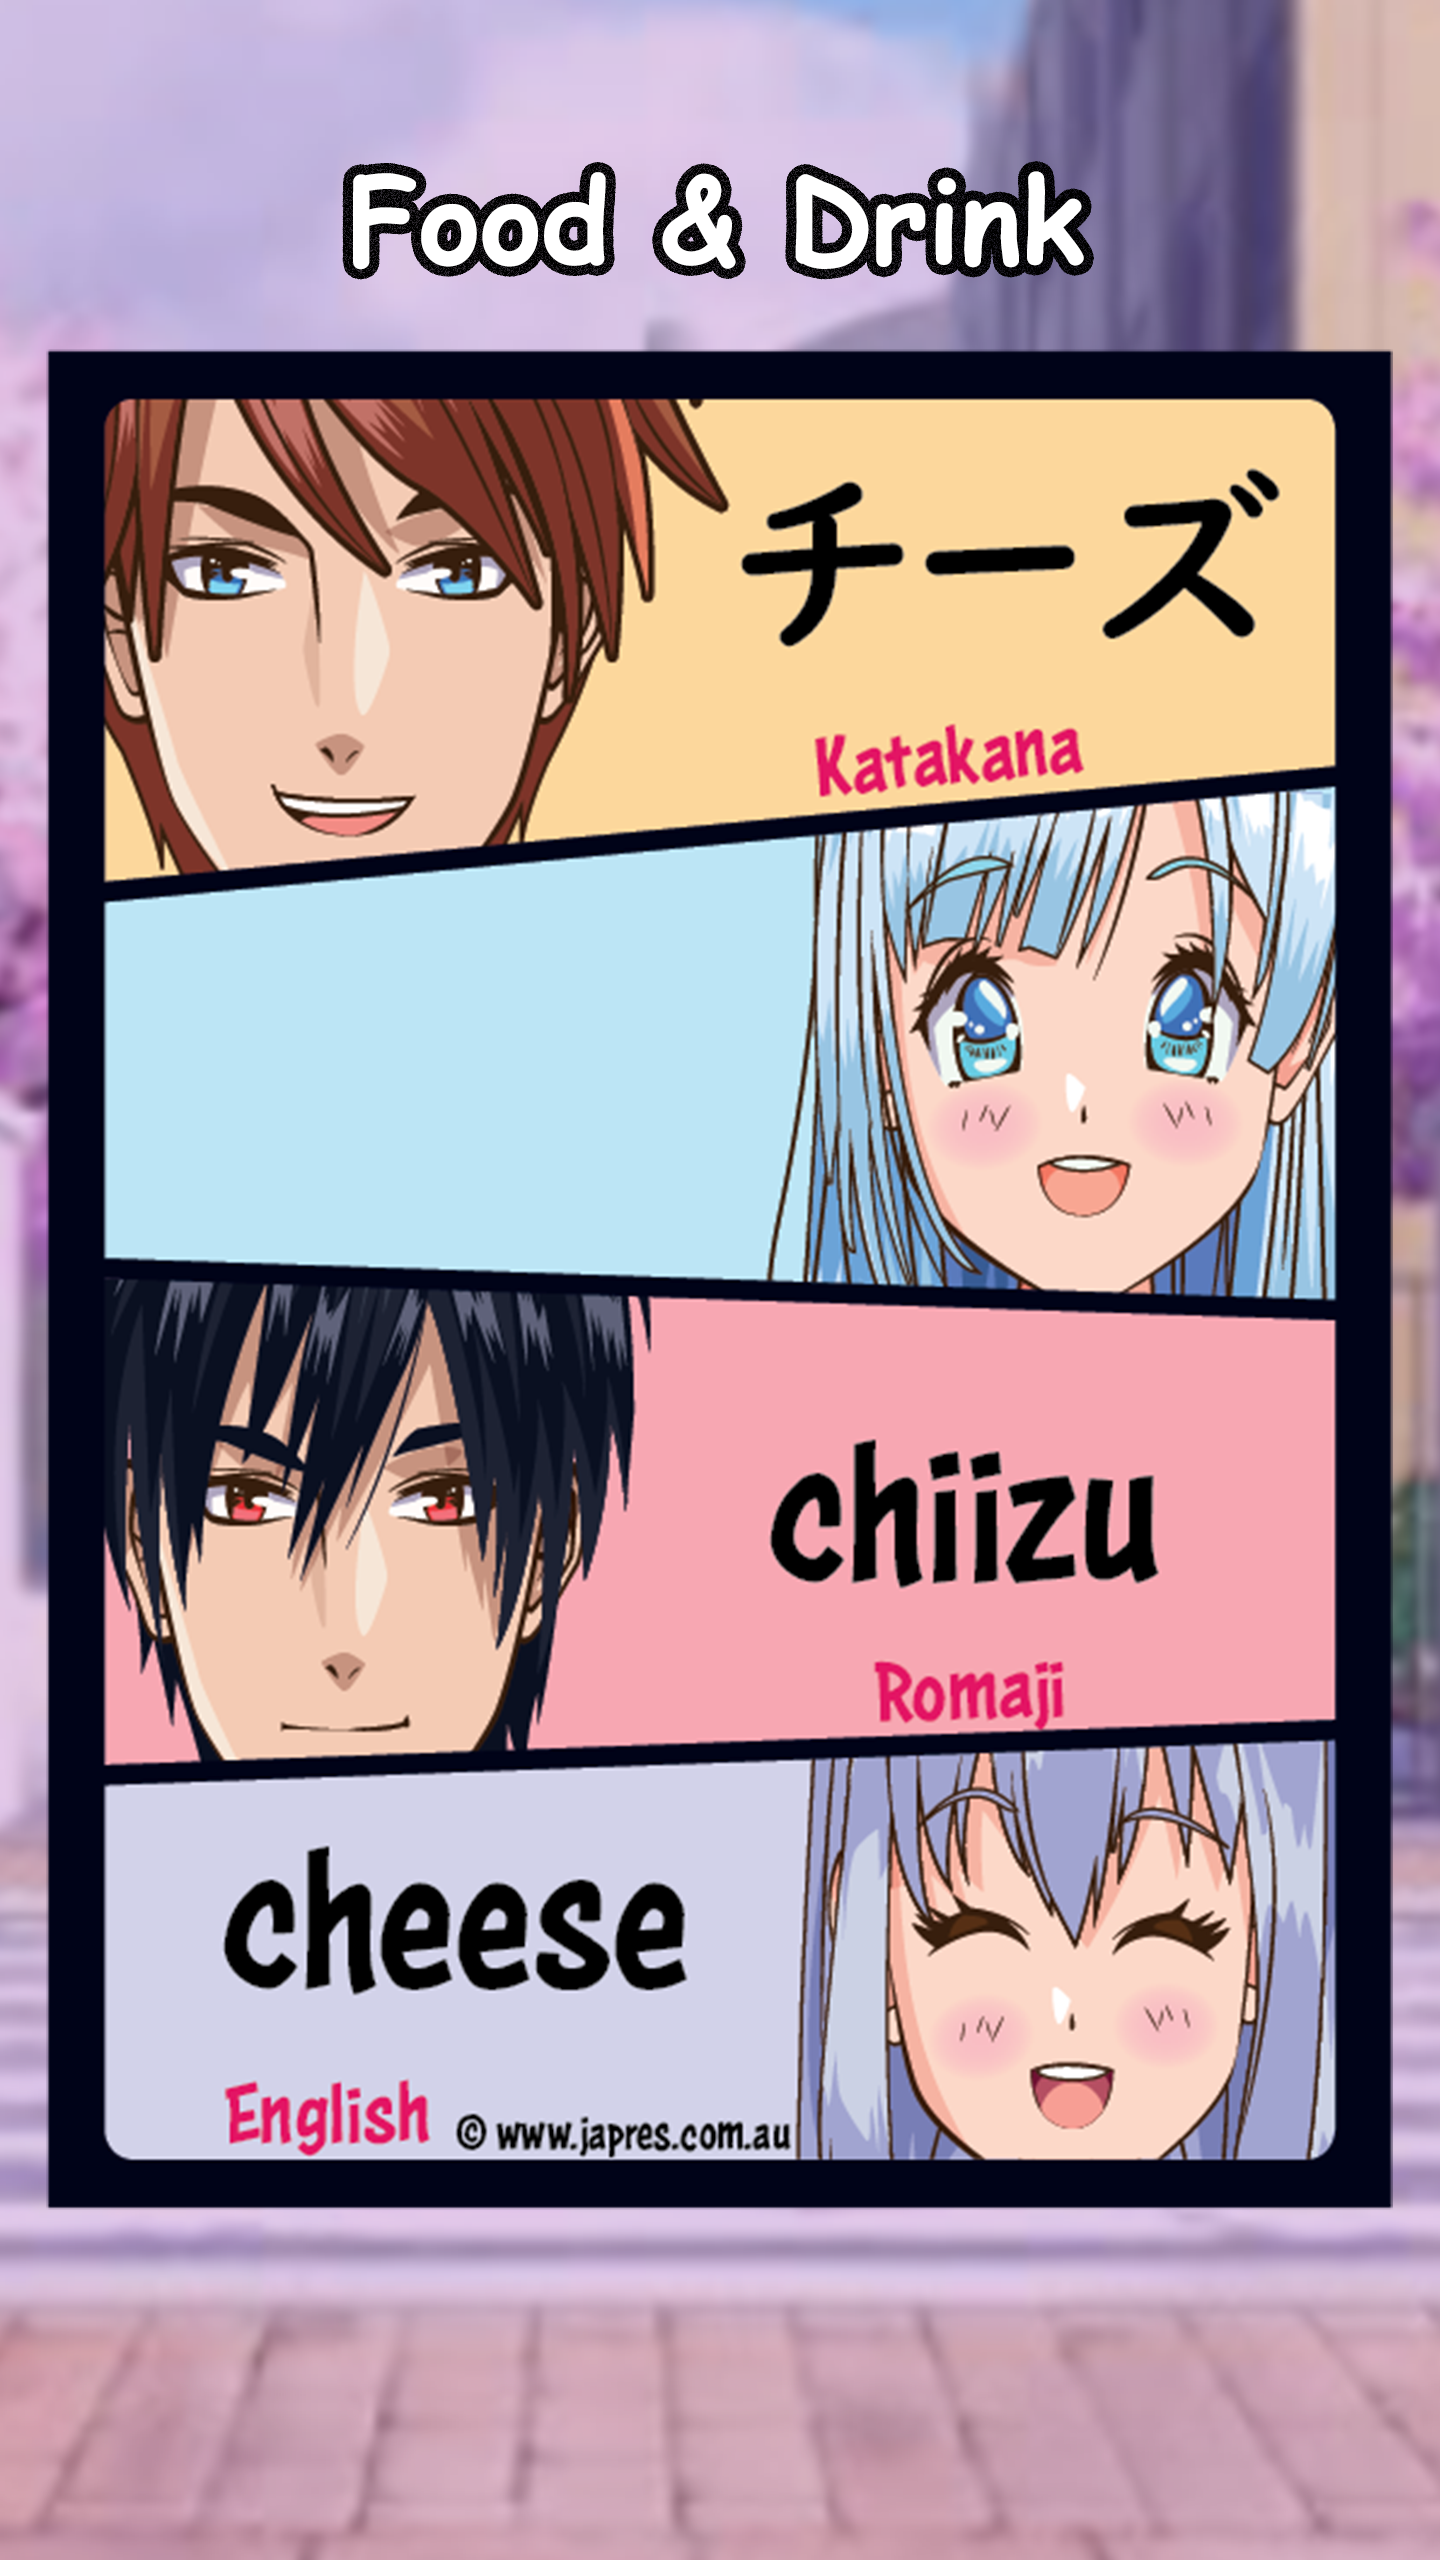 Food & Drink
チーズ
Katakana
chiizu
Romaji
cheese
English
© www.japres.com.au